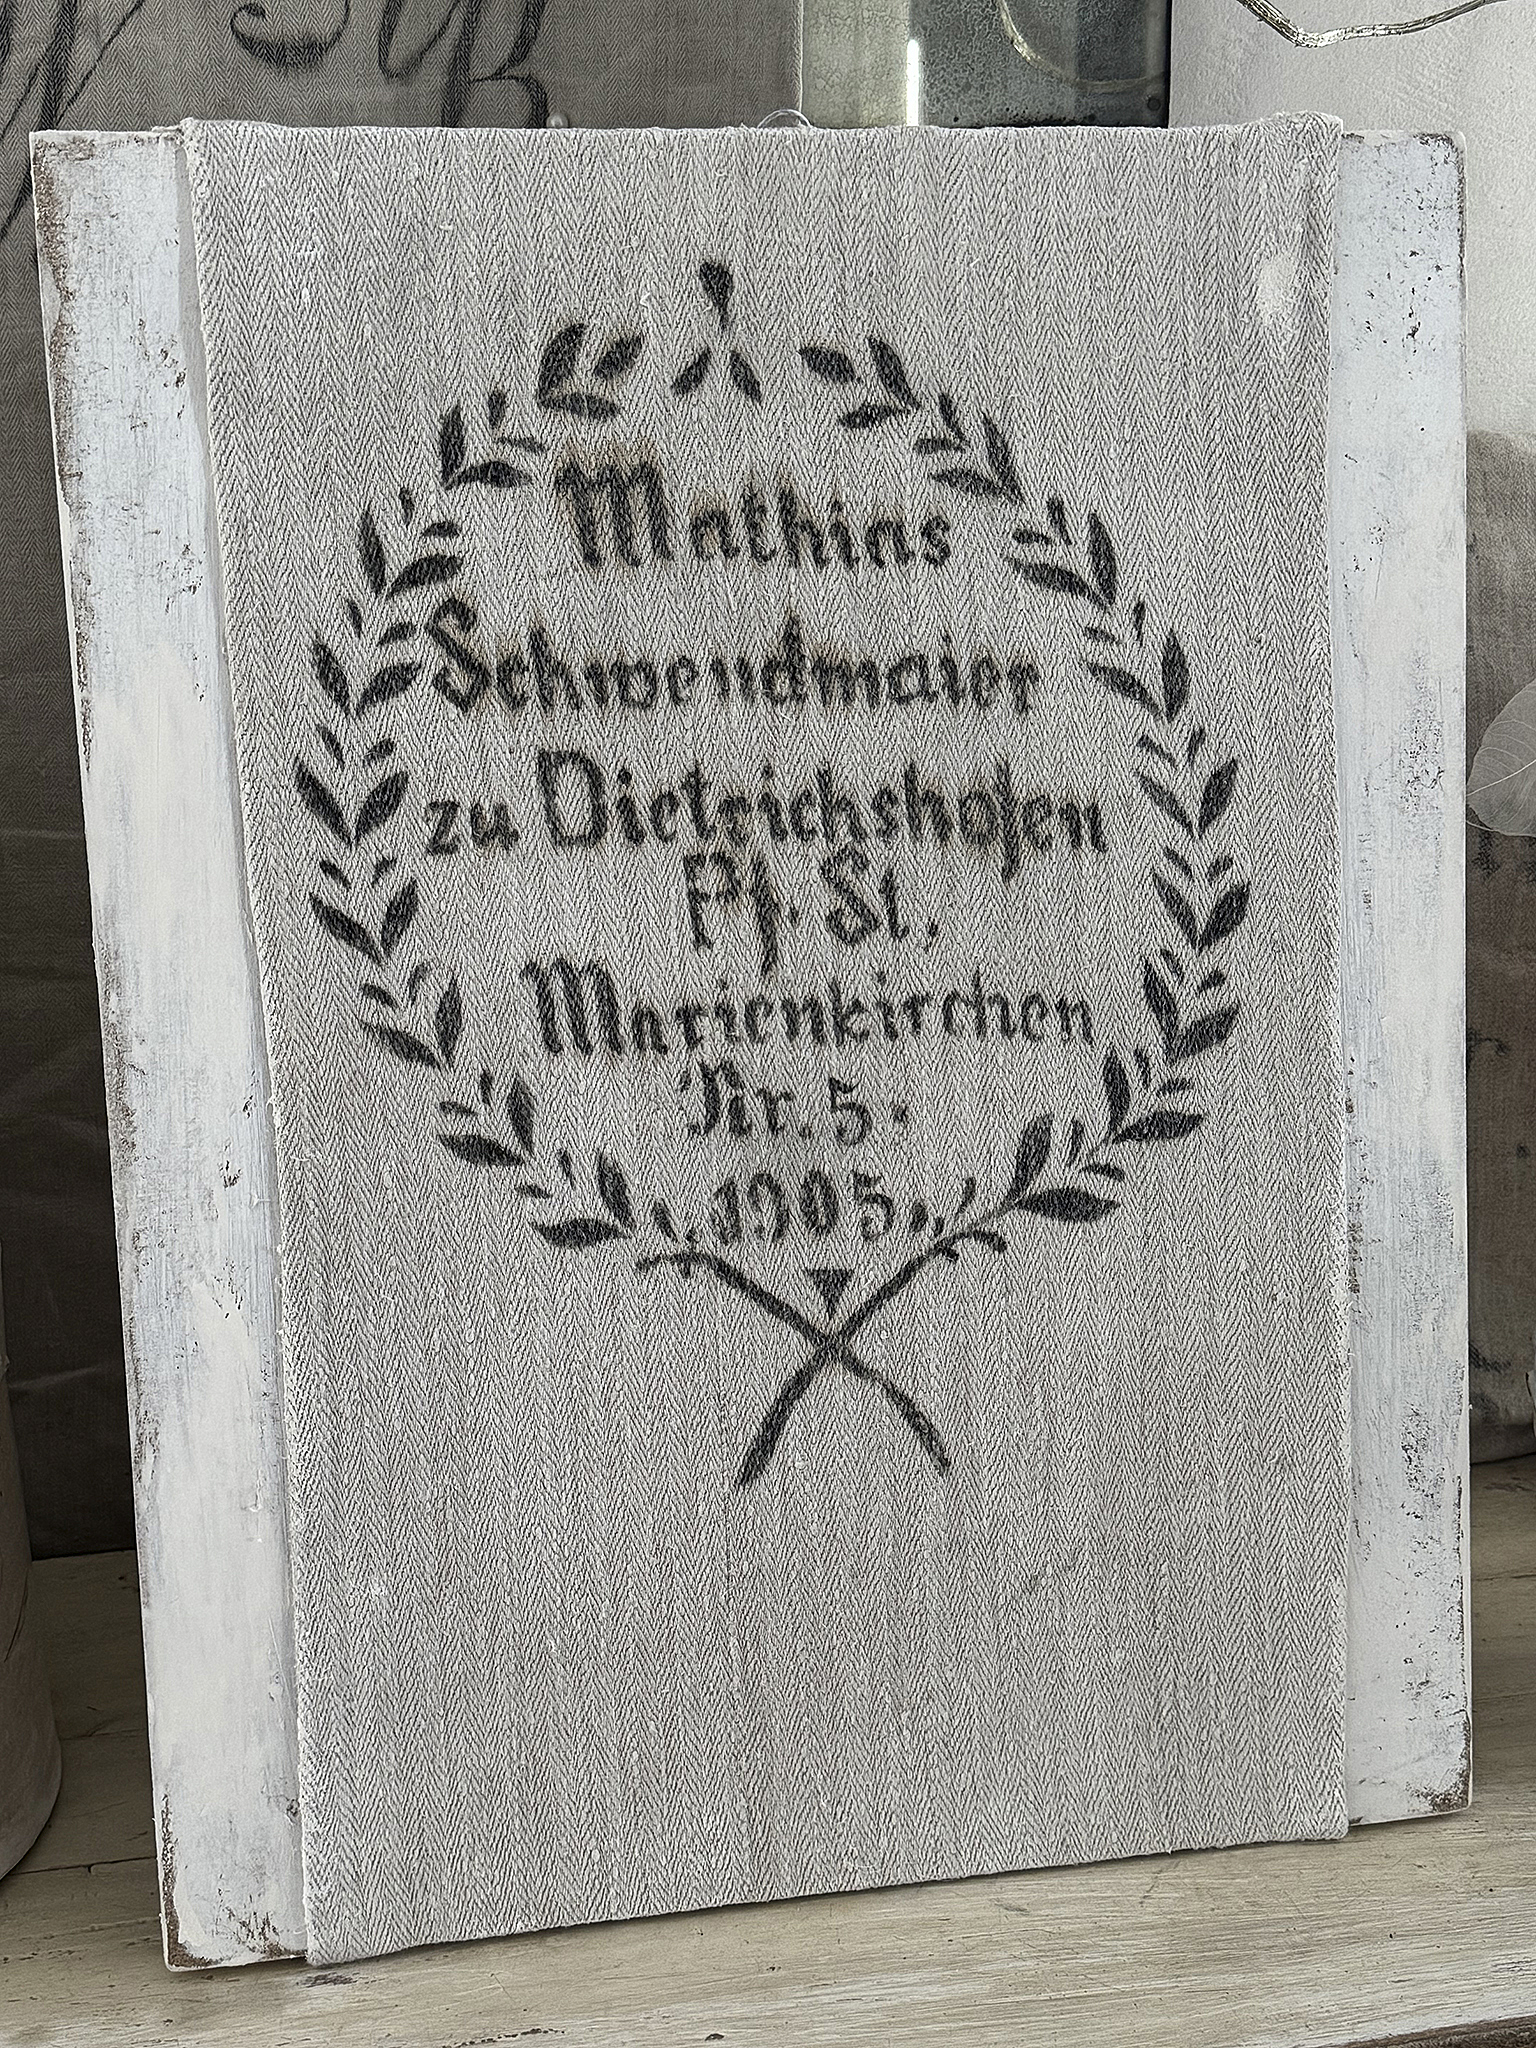 Mathias
Schwendmaier
zu Dietrichshofen
Pf. St.
Marienkirchen
Nr. 5.
1905